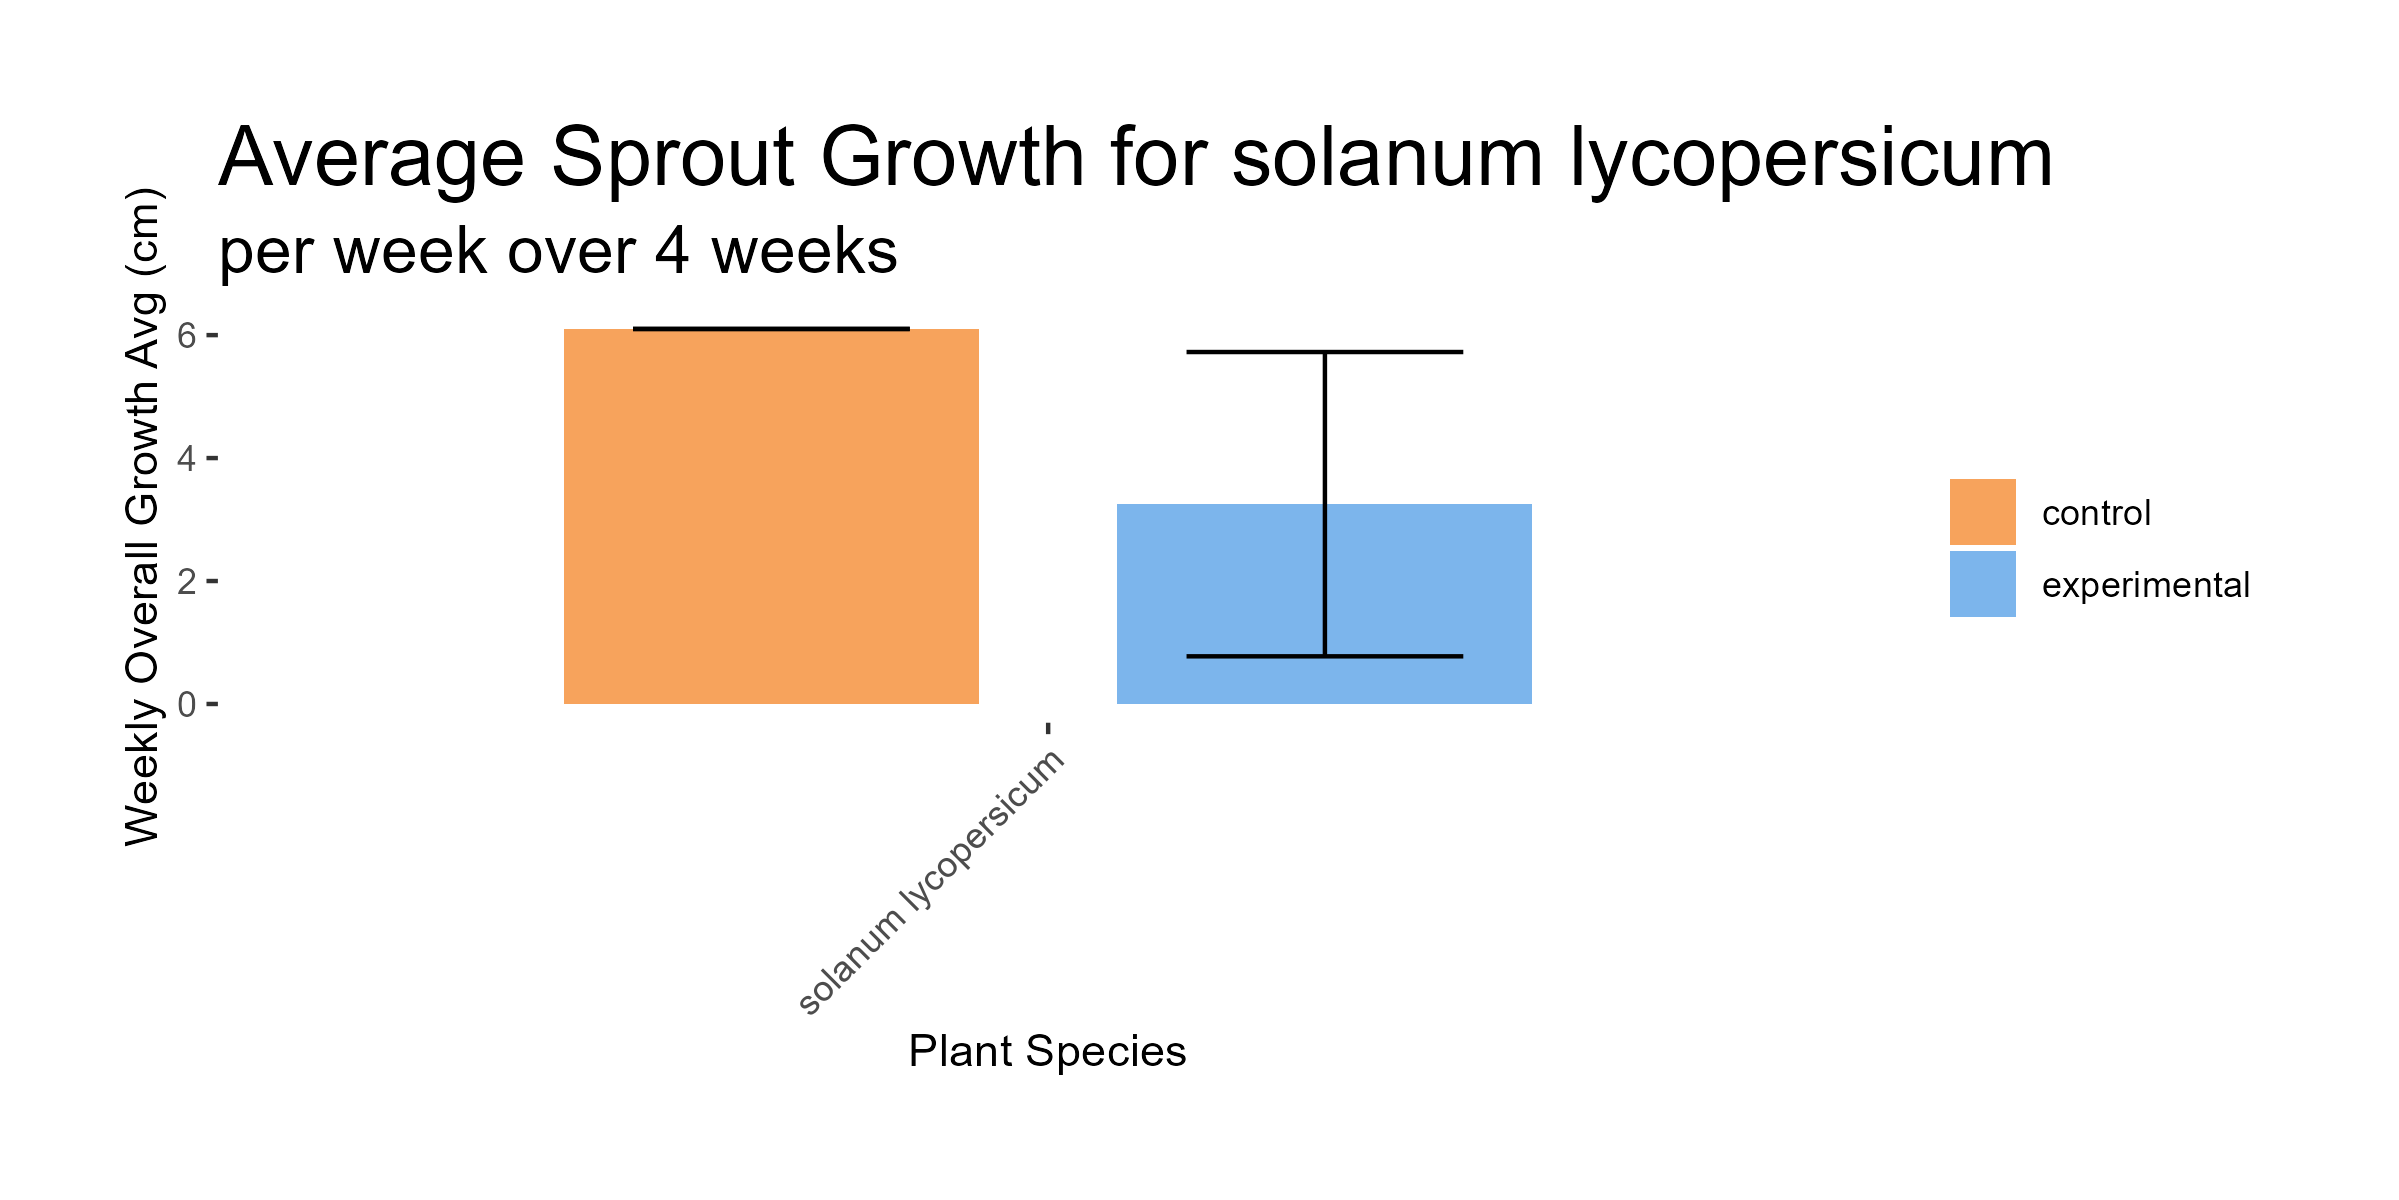 Average Sprout Growth for solanum lycopersicum
per week over 4 weeks
Weekly Overall Growth Avg (cm)
6
4
2
0
solanum lycopersicum
Plant Species
control
experimental